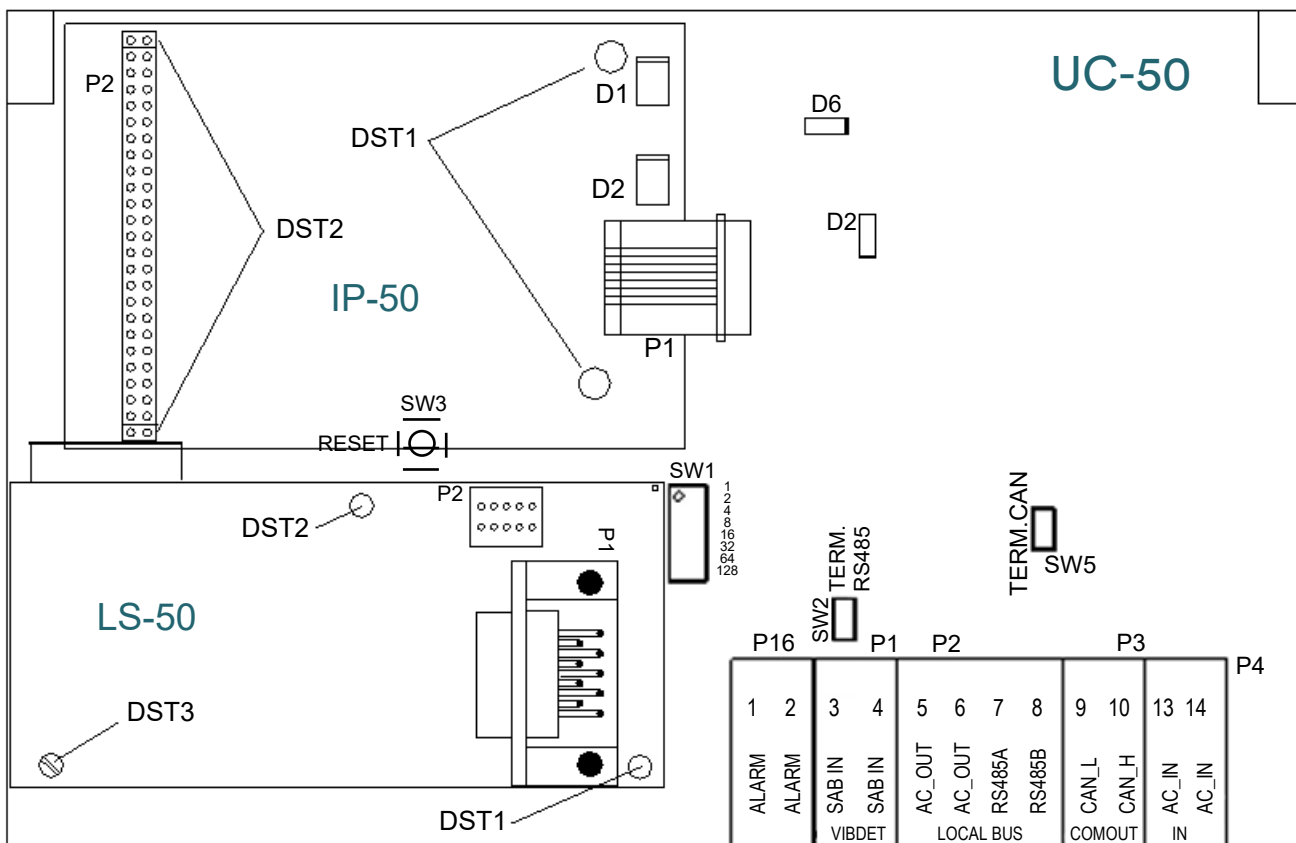 UC-50
P2
D1
D6
DST1
D2
D2
DST2
IP-50
P1
SW3
RESET
SW1
1
2
4
8
16
32
64
128
P2
DST2
P1
TERM.CAN
SW5
TERM.
RS485
SW2
LS-50
DST3
DST1
P16 P1 P2 P3 P4
1 2 3 4 5 6 7 8 9 10 13 14
ALARM
ALARM
SAB IN
SAB IN
AC_OUT
AC_OUT
RS485A
RS485B
CAN_L
CAN_H
AC_IN
AC_IN
VIBDET LOCAL BUS COMOUT IN